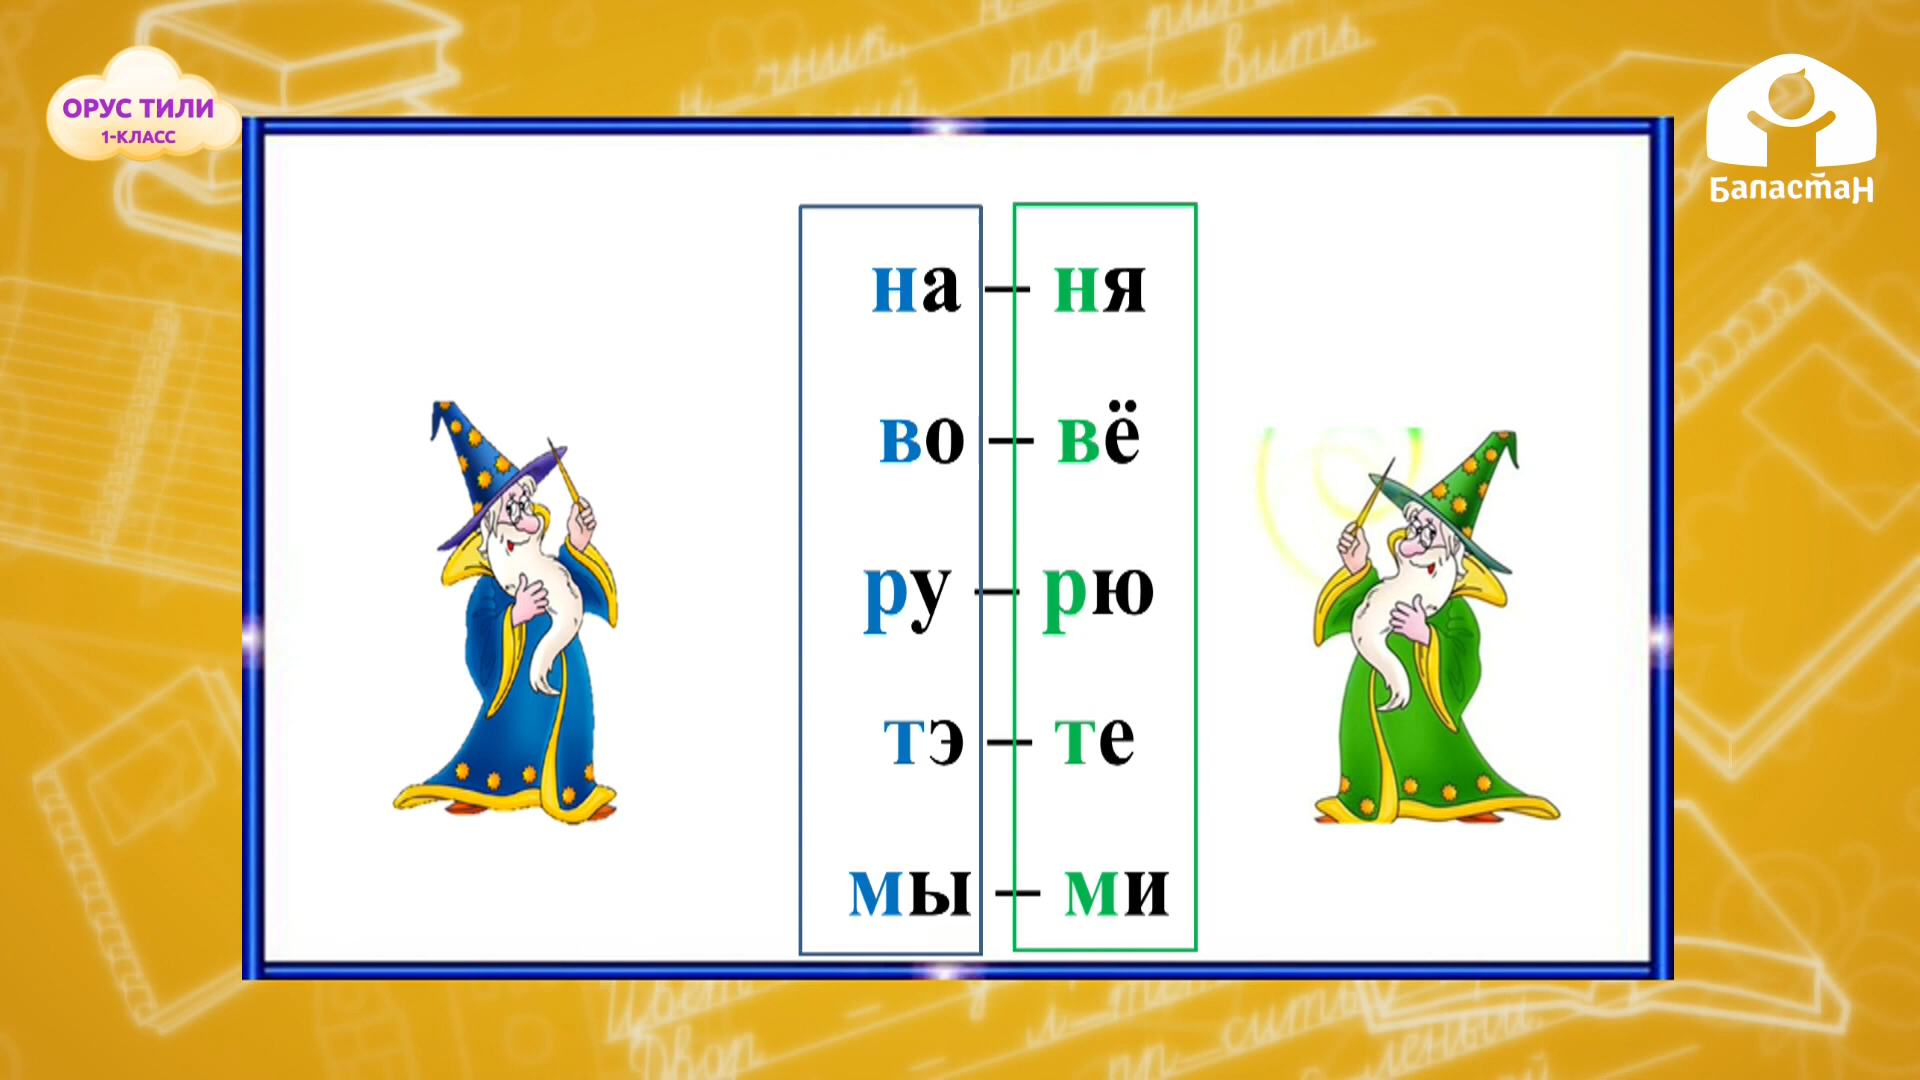 ОРУС ТИЛИ
1-КЛАСС
Баластан
на – ня
во – вё
ру – рю
тэ – те
мы – ми